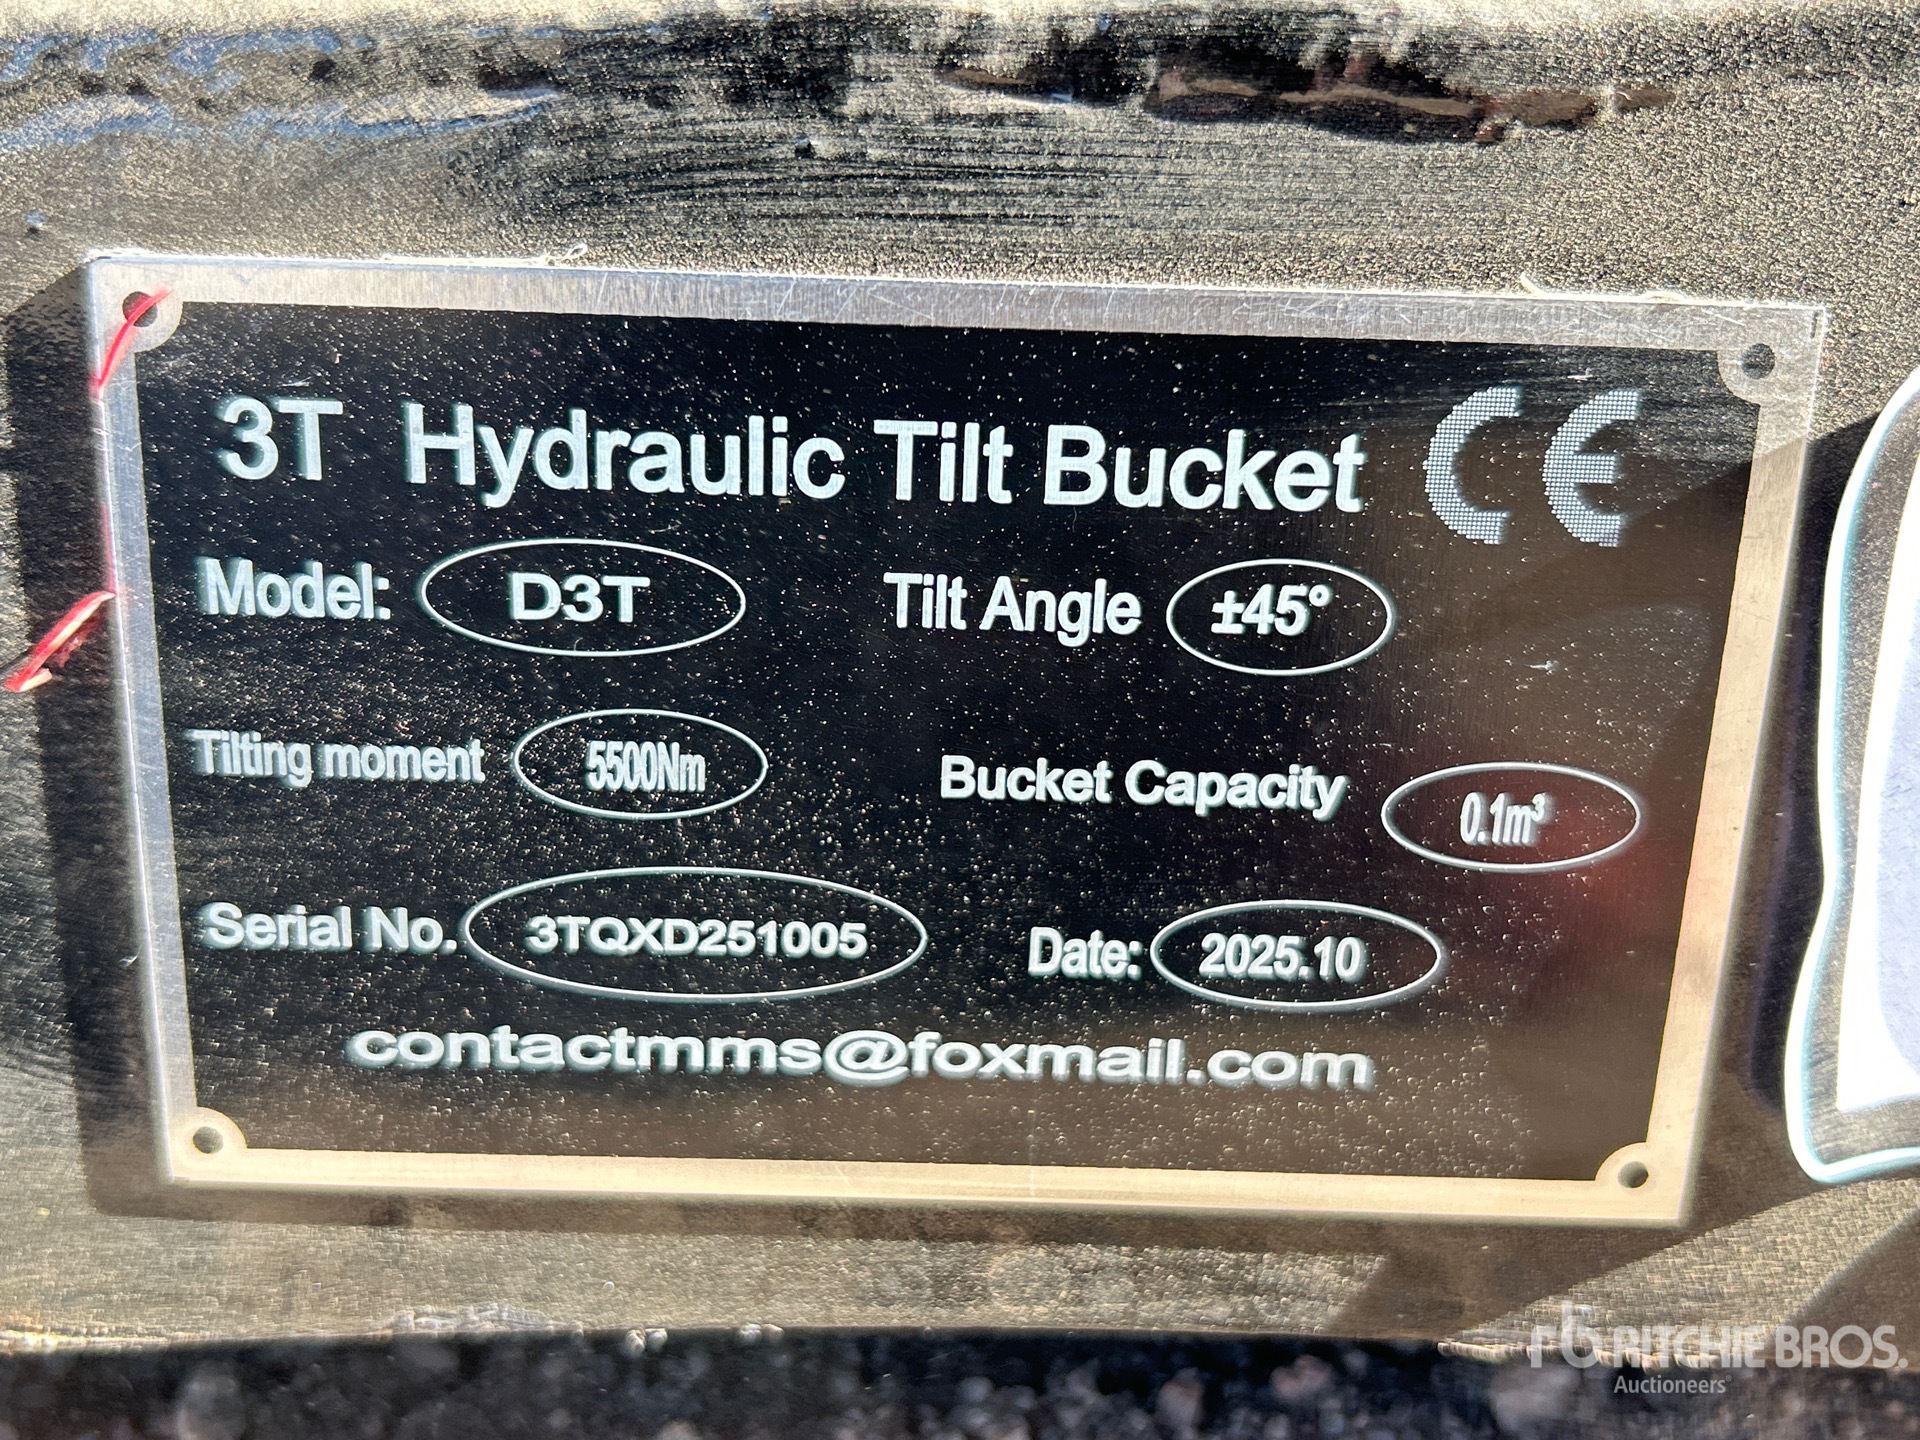 3T Hydraulic Tilt Bucket CE
Model: D3T Tilt Angle ±45°
Tilting moment 5500Nm Bucket Capacity 0.1m³
Serial No. 3TQXD251005 Date: 2025.10
contactmms@foxmail.com
rb RITCHIE BROS.
Auctioneers